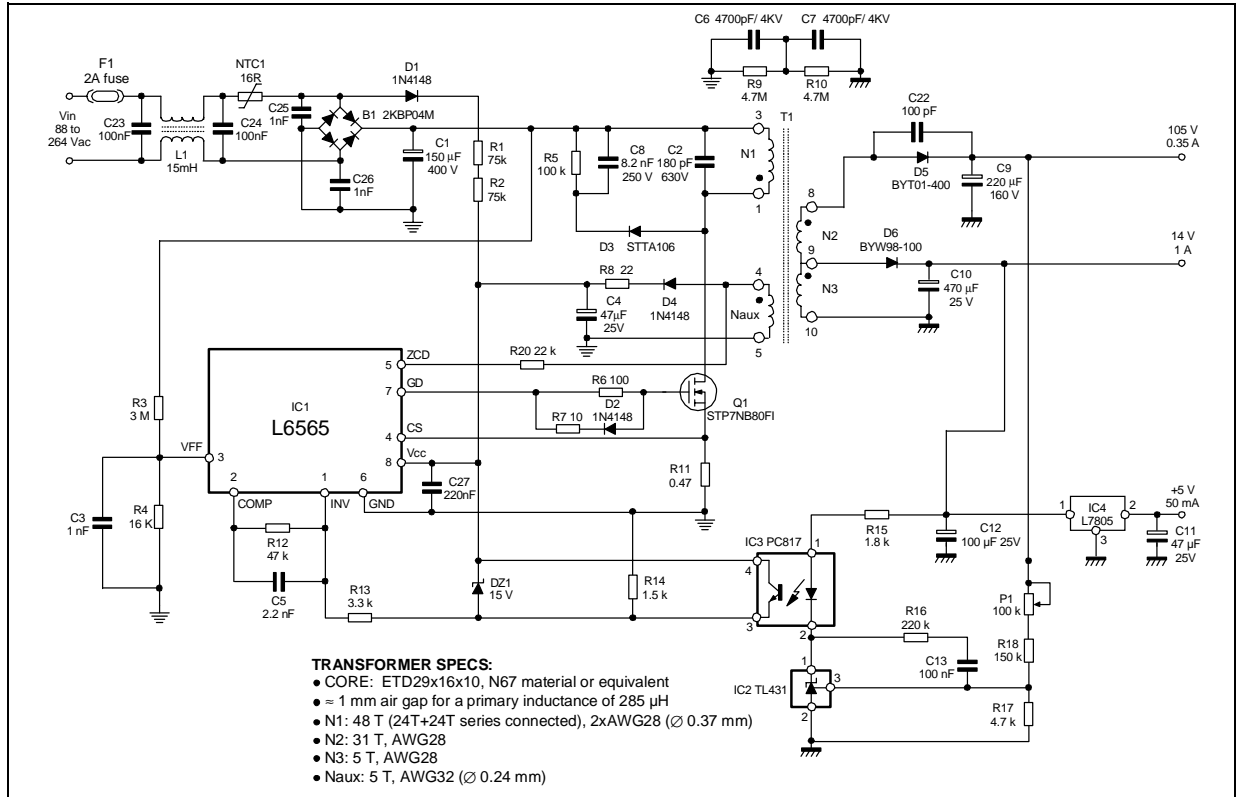 C6 4700pF/ 4KV
C7 4700pF/ 4KV
R9
4.7M
R10
4.7M
F1
2A fuse
NTC1
16R
D1
1N4148
Vin
88 to
264 Vac
C23
100nF
L1
15mH
C24
100nF
C25
1nF
B1 2KBP04M
C26
1nF
C1
150 µF
400 V
R1
75k
R2
75k
R5
100 k
C8
8.2 nF
250 V
C2
180 pF
630V
3
T1
N1
1
C22
100 pF
D5
BYT01-400
C9
220 µF
160 V
105 V
0.35 A
8
N2
9
N3
10
D6
BYW98-100
C10
470 µF
25 V
14 V
1 A
D3 STTA106
R8 22
D4
1N4148
C4
47µF
25V
4
Naux
5
R20 22 k
5
ZCD
7
GD
IC1
L6565
4
CS
8
Vcc
3
VFF
2
COMP
1
INV
6
GND
R6 100
D2
1N4148
R7 10
Q1
STP7NB80FI
R11
0.47
R3
3 M
C3
1 nF
R4
16 K
C27
220nF
R12
47 k
C5
2.2 nF
R13
3.3 k
DZ1
15 V
R14
1.5 k
IC3 PC817
4
3
1
2
R15
1.8 k
C12
100 µF 25V
1
IC4
L7805
2
3
+5 V
50 mA
C11
47 µF
25V
P1
100 k
R16
220 k
R18
150 k
C13
100 nF
1
IC2 TL431
3
2
R17
4.7 k
TRANSFORMER SPECS:
● CORE: ETD29x16x10, N67 material or equivalent
● ≈ 1 mm air gap for a primary inductance of 285 µH
● N1: 48 T (24T+24T series connected), 2xAWG28 (∅ 0.37 mm)
● N2: 31 T, AWG28
● N3: 5 T, AWG28
● Naux: 5 T, AWG32 (∅ 0.24 mm)